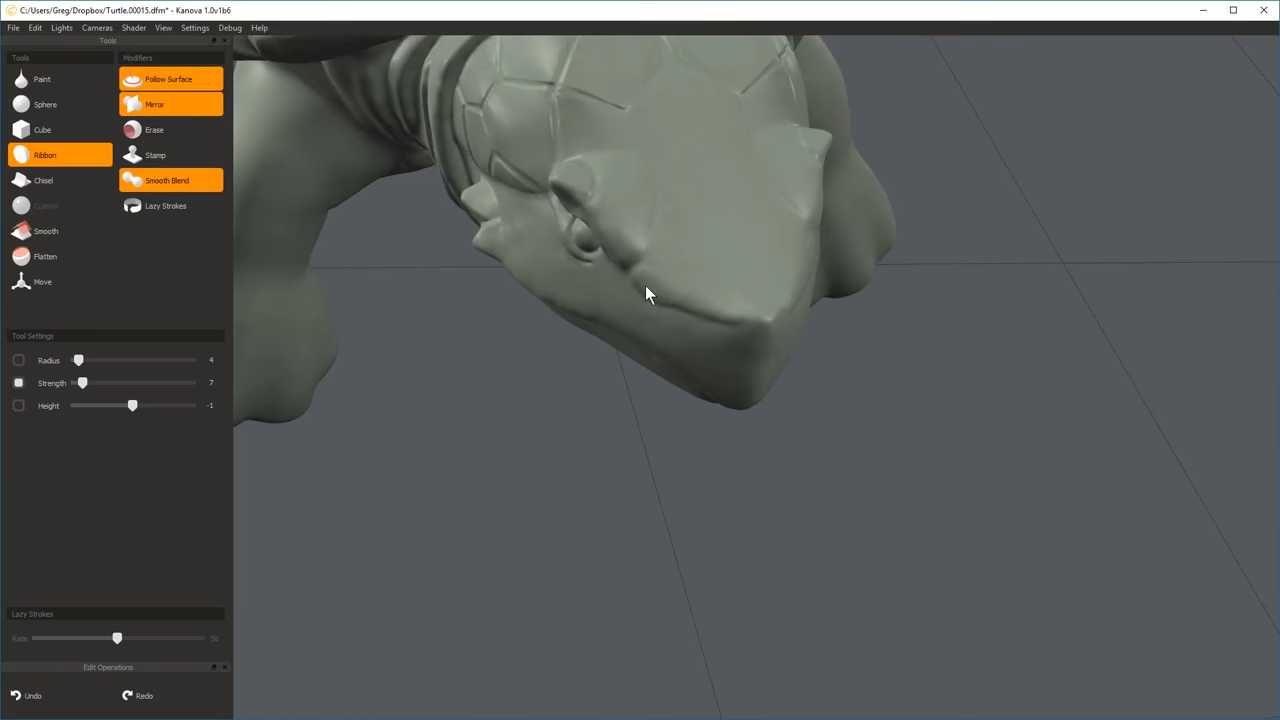 C:/Users/Greg/Dropbox/Turtle.00015.dfm* - Kanova 1.0v1b6
File Edit Lights Cameras Shader View Settings Debug Help
Tools
Tools Modifiers
Paint Follow Surface
Sphere Mirror
Cube Erase
Ribbon Stamp
Chisel Smooth Blend
Custom Lazy Strokes
Smooth
Flatten
Move
Tool Settings
Radius 4
Strength 7
Height -1
Lazy Strokes
Rate 50
Edit Operations
Undo Redo